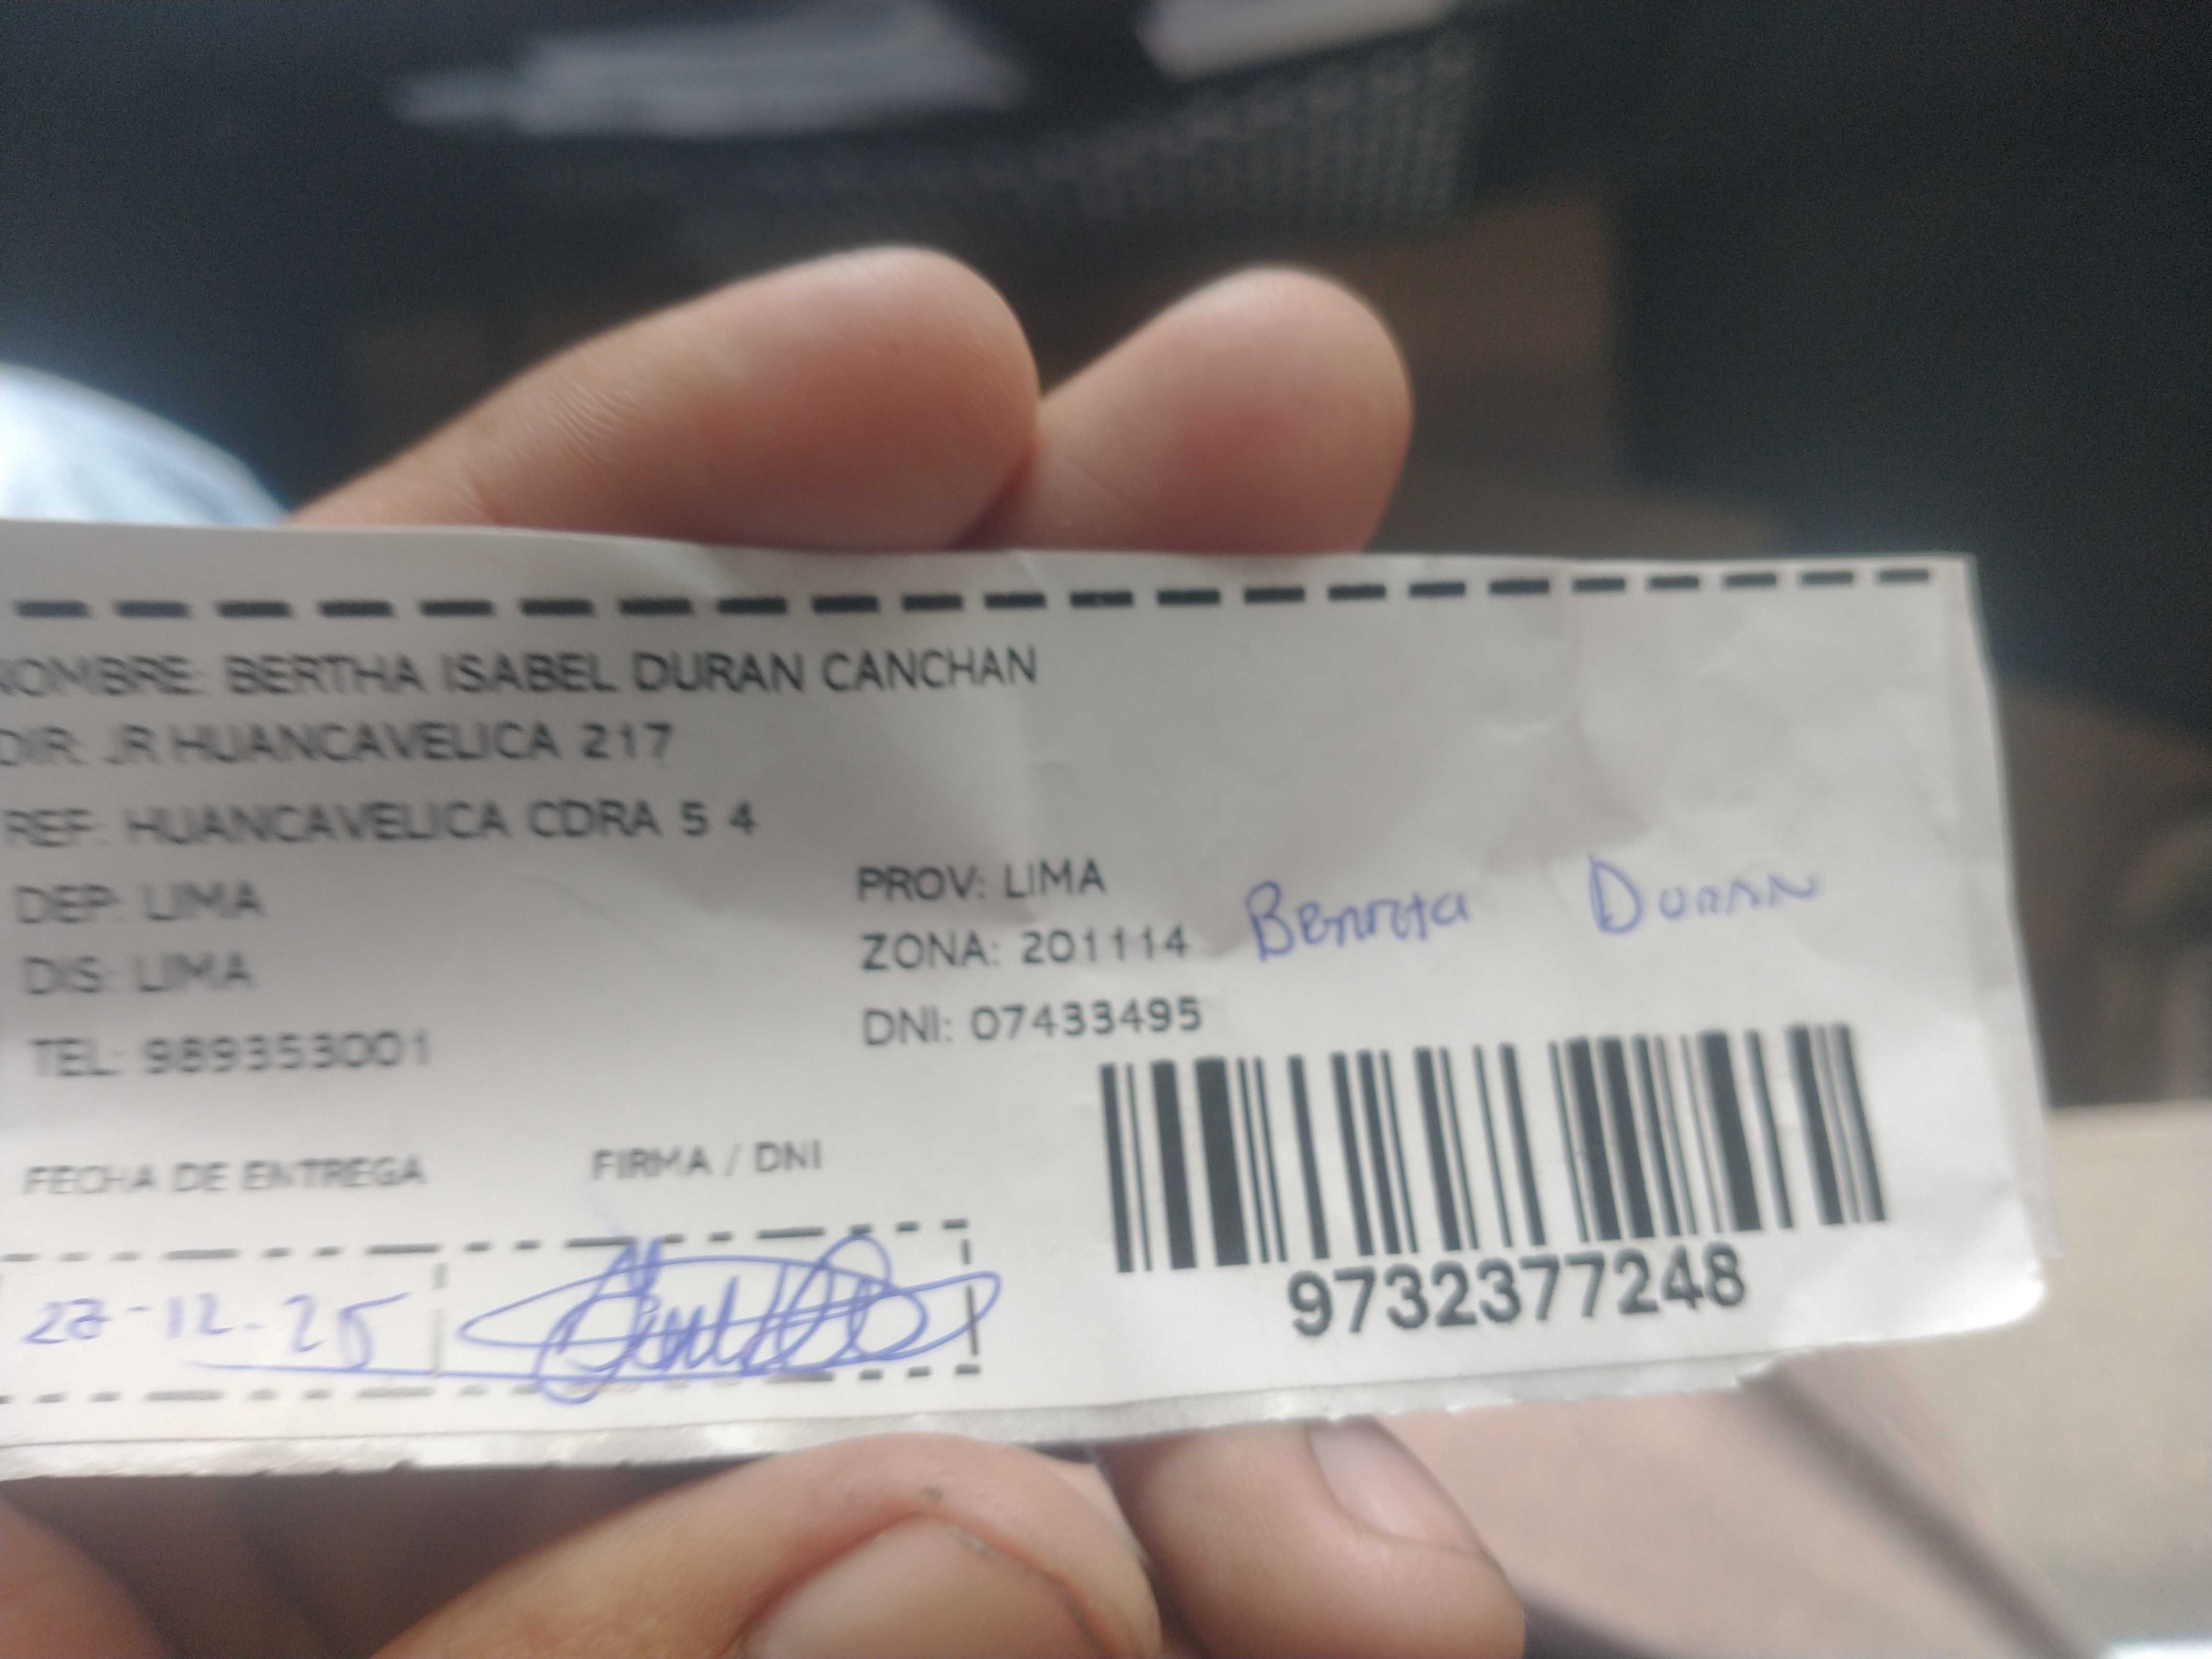 NOMBRE: BERTHA ISABEL DURAN CANCHAN
DIR: JR HUANCAVELICA 217
REF: HUANCAVELICA CDRA 5 4
DEP: LIMA
PROV: LIMA
DIS: LIMA
ZONA: 201114
Bertha DURAN
TEL: 989353001
DNI: 07433495
FECHA DE ENTREGA
FIRMA / DNI
12-25
9732377248